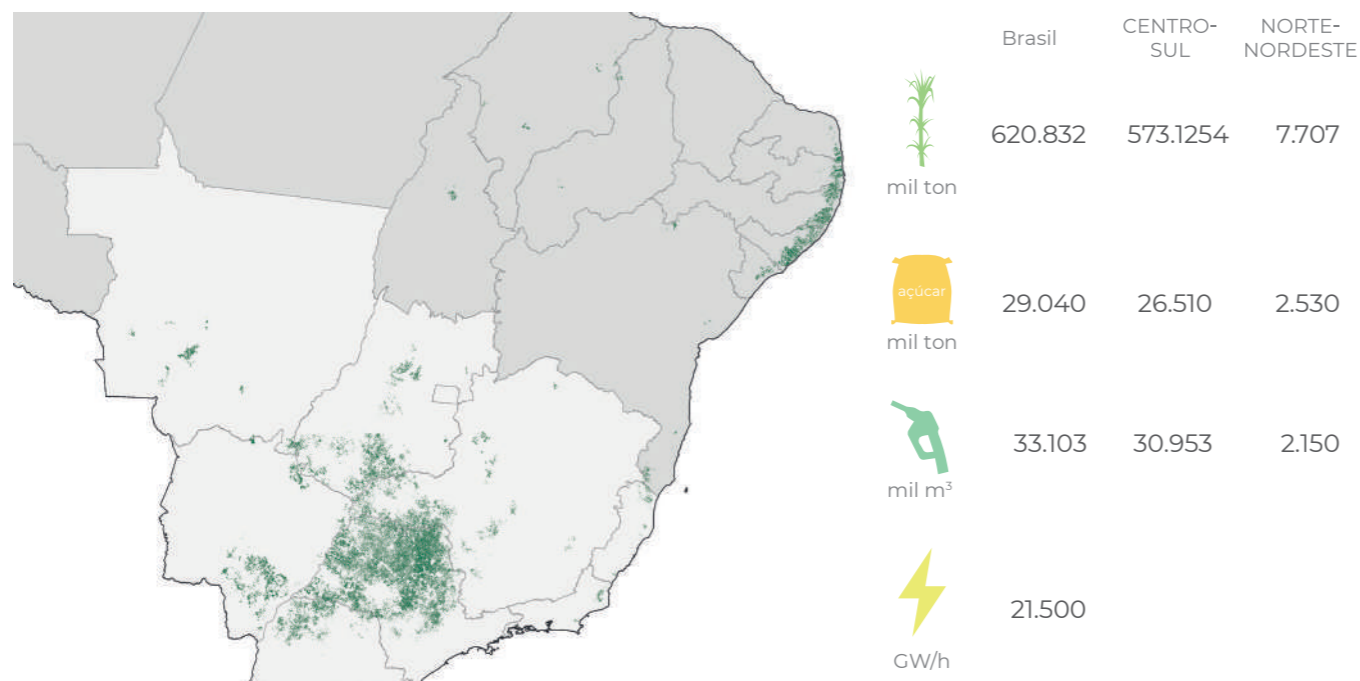 Brasil
CENTRO-
SUL
NORTE-
NORDESTE
620.832 573.1254 7.707
mil ton
açúcar
29.040 26.510 2.530
mil ton
33.103 30.953 2.150
mil m³
21.500
GW/h